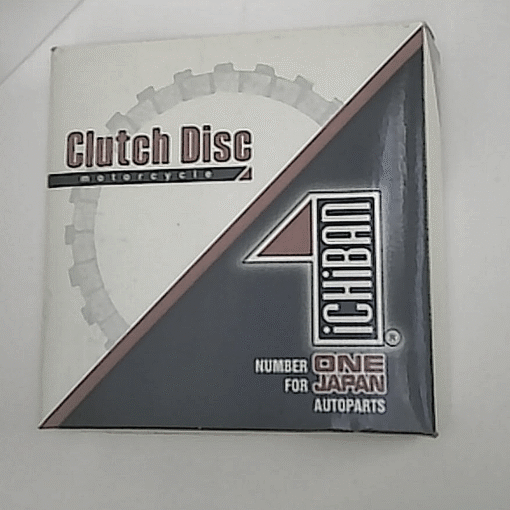 Clutch Disc
motorcycle
iCHiBAN
®
NUMBER ONE
FOR JAPAN
AUTOPARTS